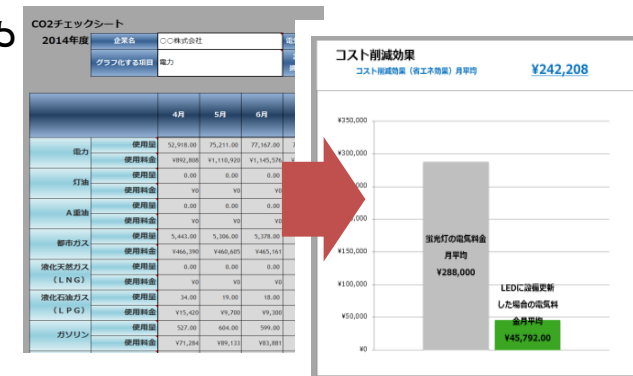 も
CO2チェックシート
2014年度 企業名 ○○株式会社
グラフ化する項目 電力
4月 5月 6月
電力 使用量 52,918.00 75,211.00 77,167.00
使用料金 ¥892,808 ¥1,110,920 ¥1,145,576
灯油 使用量 0.00 0.00 0.00
使用料金 ¥0 ¥0 ¥0
A重油 使用量 0.00 0.00 0.00
使用料金 ¥0 ¥0 ¥0
都市ガス 使用量 5,443.00 5,306.00 5,378.00
使用料金 ¥466,390 ¥460,605 ¥465,161
液化天然ガス 使用量 0.00 0.00 0.00
(LNG) 使用料金 ¥0 ¥0 ¥0
液化石油ガス 使用量 34.00 19.00 18.00
(LPG) 使用料金 ¥15,420 ¥9,700 ¥9,300
ガソリン 使用量 527.00 604.00 599.00
使用料金 ¥71,284 ¥89,133 ¥83,881
コスト削減効果
コスト削減効果(省エネ効果)月平均 ¥242,208
¥350,000
¥300,000
¥150,000
¥100,000
¥50,000
¥0
蛍光灯の電気料金
月平均
¥288,000
LEDに設備更新
した場合の電気料
金月平均
¥45,792.00